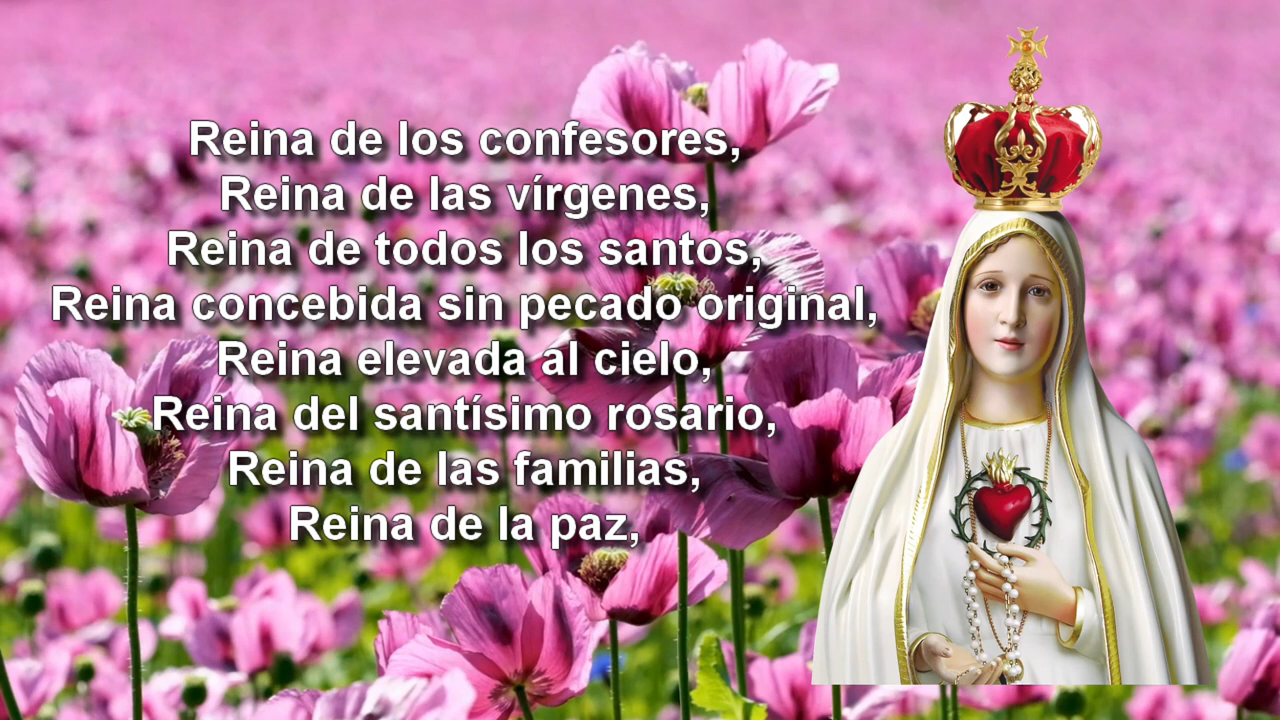 Reina de los confesores,
Reina de las vírgenes,
Reina de todos los santos,
Reina concebida sin pecado original,
Reina elevada al cielo,
Reina del santísimo rosario,
Reina de las familias,
Reina de la paz,